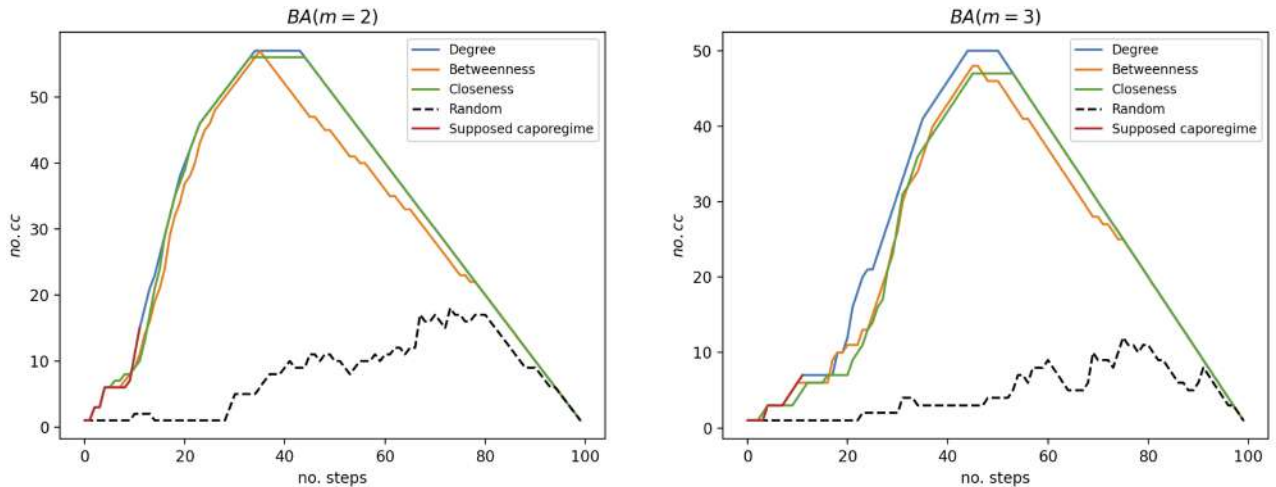 BA(m = 2)
50
40
30
20
10
0
no. cc
0 20 40 60 80 100
no. steps
Degree
Betweenness
Closeness
Random
Supposed caporegime
BA(m = 3)
50
40
30
20
10
0
no. cc
0 20 40 60 80 100
no. steps
Degree
Betweenness
Closeness
Random
Supposed caporegime